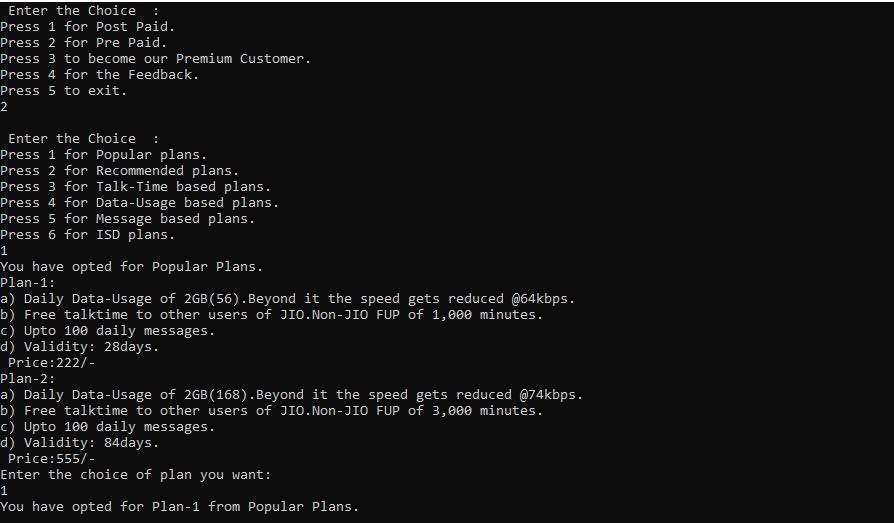 Enter the Choice  :
Press 1 for Post Paid.
Press 2 for Pre Paid.
Press 3 to become our Premium Customer.
Press 4 for the Feedback.
Press 5 to exit.
2
Enter the Choice  :
Press 1 for Popular plans.
Press 2 for Recommended plans.
Press 3 for Talk-Time based plans.
Press 4 for Data-Usage based plans.
Press 5 for Message based plans.
Press 6 for ISD plans.
1
You have opted for Popular Plans.
Plan-1:
a) Daily Data-Usage of 2GB(56).Beyond it the speed gets reduced @64kbps.
b) Free talktime to other users of JIO.Non-JIO FUP of 1,000 minutes.
c) Upto 100 daily messages.
d) Validity: 28days.
Price:222/-
Plan-2:
a) Daily Data-Usage of 2GB(168).Beyond it the speed gets reduced @74kbps.
b) Free talktime to other users of JIO.Non-JIO FUP of 3,000 minutes.
c) Upto 100 daily messages.
d) Validity: 84days.
Price:555/-
Enter the choice of plan you want:
1
You have opted for Plan-1 from Popular Plans.